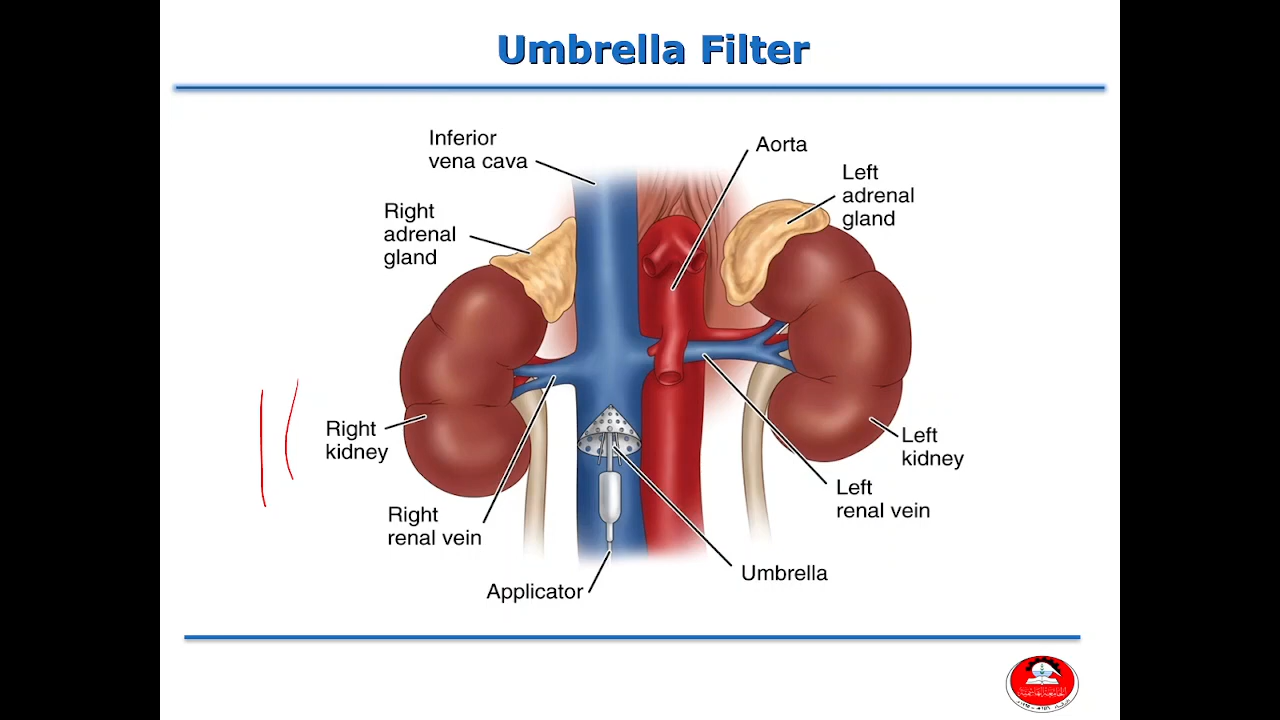 Umbrella Filter
Inferior
vena cava
Aorta
Left
adrenal
gland
Right
adrenal
gland
Right
kidney
Left
kidney
Right
renal vein
Left
renal vein
Umbrella
Applicator